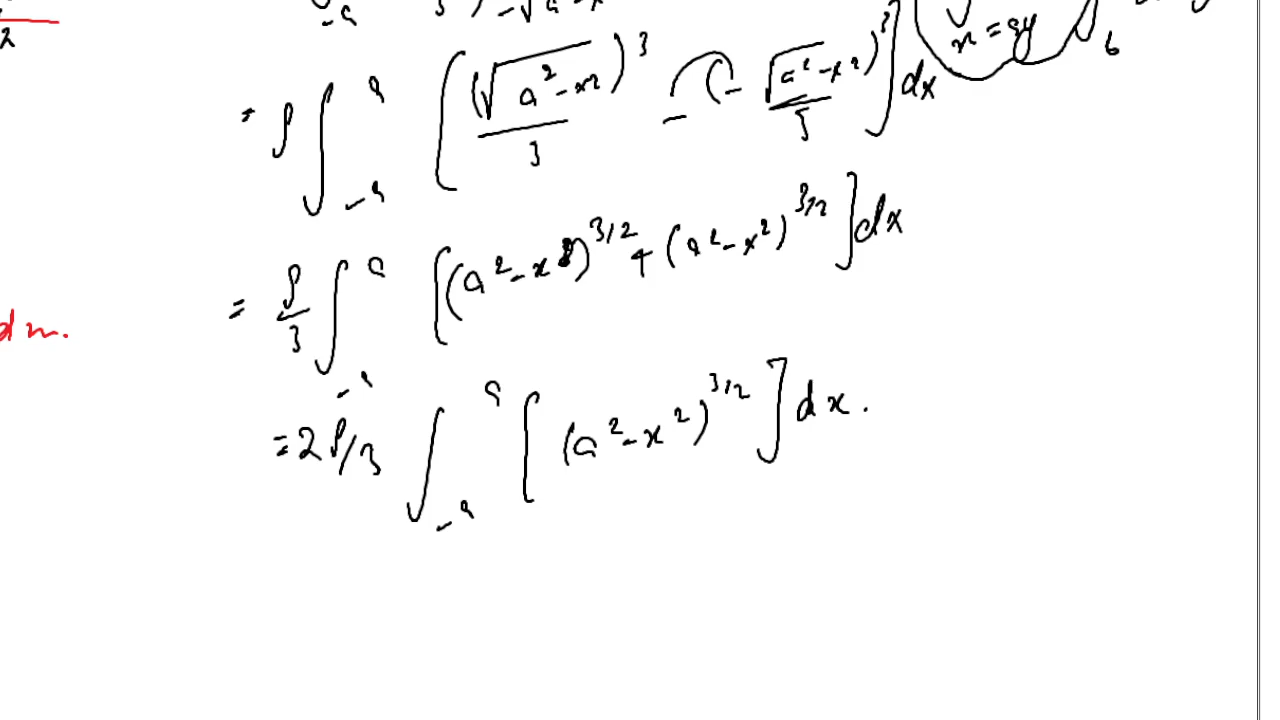 = ρ ∫_{-a}^{a} [ (√(a²-x²))³/3 - (- √(a²-x²))³/3 ] dx
x = ay
= ρ/3 ∫_{-a}^{a} [ (a²-x²)^{3/2} + (a²-x²)^{3/2} ] dx
dm.
= 2ρ/3 ∫_{-a}^{a} [ (a²-x²)^{3/2} ] dx.